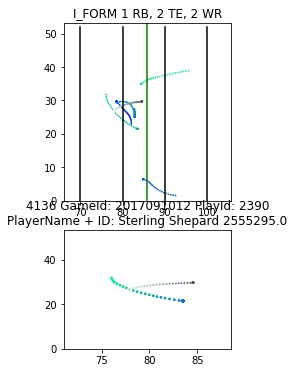 I_FORM 1 RB, 2 TE, 2 WR
50
40
30
20
10
0
70 80 90 100
4136 GameId: 2017091012 PlayId: 2390
PlayerName + ID: Sterling Shepard 2555295.0
40
20
0
75 80 85